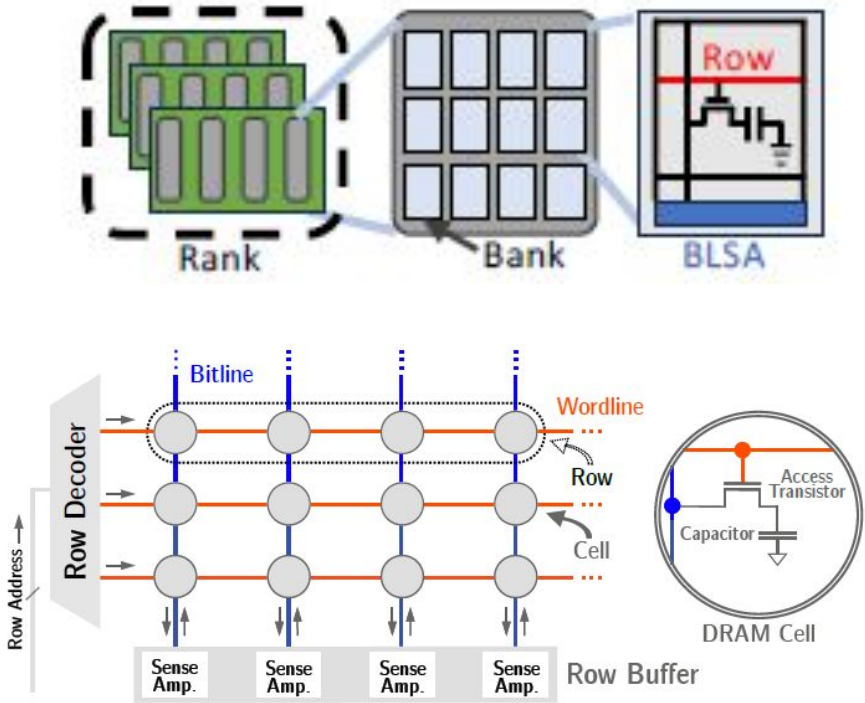 Row
Rank
Bank
BLSA
Bitline
Wordline
Row Decoder
Row
Cell
Row Address
Access
Transistor
Capacitor
DRAM Cell
Sense Amp.
Sense Amp.
Sense Amp.
Sense Amp.
Row Buffer